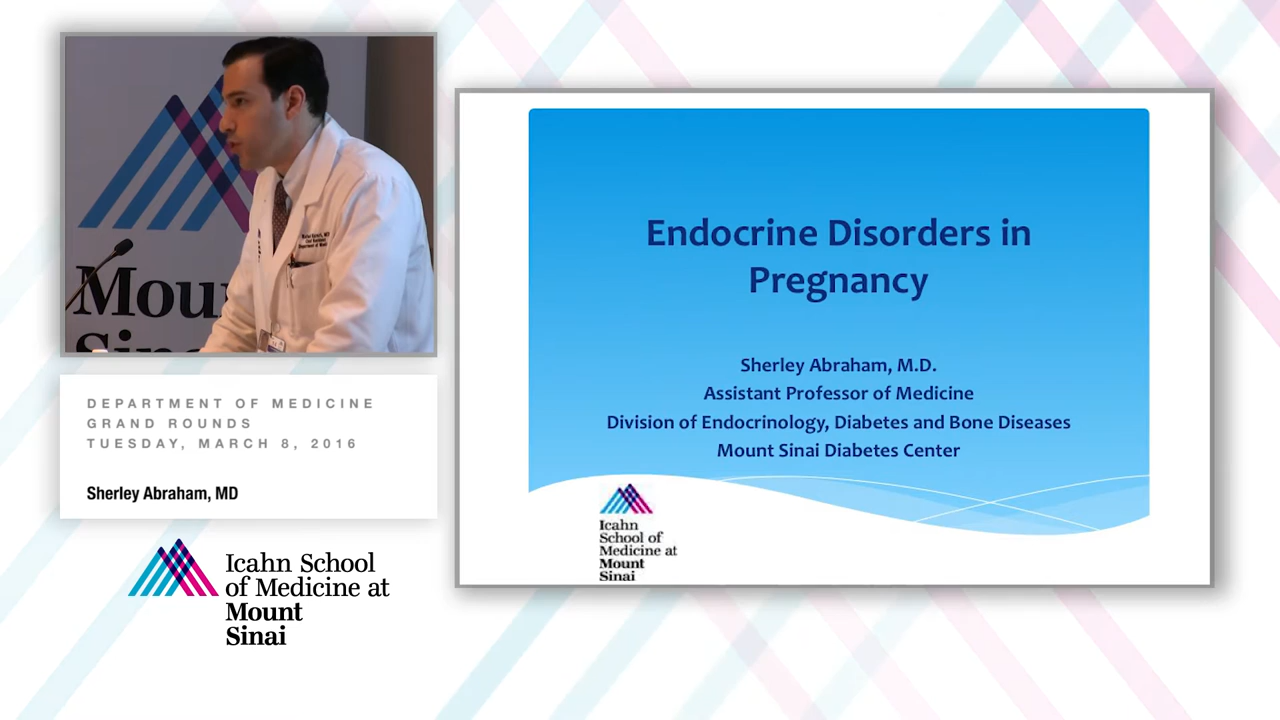 Mount
Sinai
DEPARTMENT OF MEDICINE
GRAND ROUNDS
TUESDAY, MARCH 8, 2016
Sherley Abraham, MD
Icahn School
of Medicine at
Mount
Sinai
Endocrine Disorders in
Pregnancy
Sherley Abraham, M.D.
Assistant Professor of Medicine
Division of Endocrinology, Diabetes and Bone Diseases
Mount Sinai Diabetes Center
Icahn
School of
Medicine at
Mount
Sinai